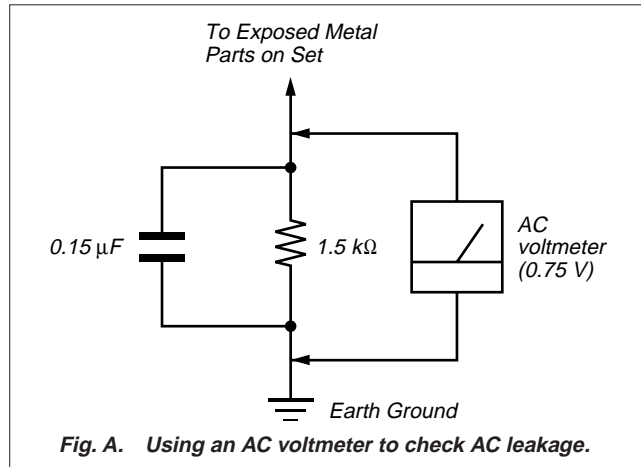 To Exposed Metal
Parts on Set
0.15 µF
1.5 kΩ
AC
voltmeter
(0.75 V)
Earth Ground
Fig. A. Using an AC voltmeter to check AC leakage.